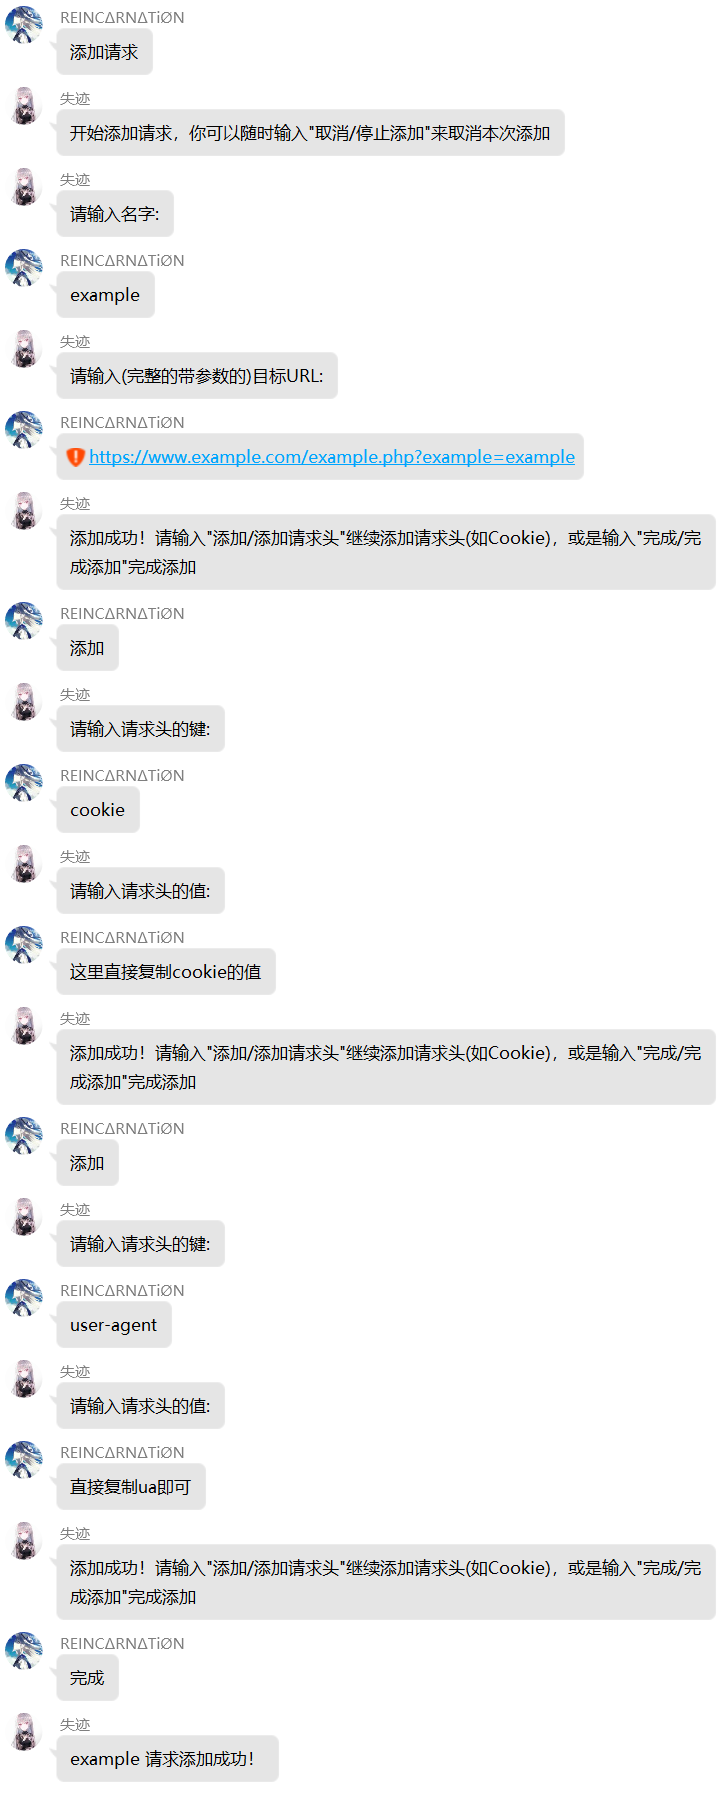 REINCΔRNΔTiØN
添加请求
失迹
开始添加请求，你可以随时输入"取消/停止添加"来取消本次添加
失迹
请输入名字:
REINCΔRNΔTiØN
example
失迹
请输入(完整的带参数的)目标URL:
REINCΔRNΔTiØN
https://www.example.com/example.php?example=example
失迹
添加成功！请输入"添加/添加请求头"继续添加请求头(如Cookie)，或是输入"完成/完
成添加"完成添加
REINCΔRNΔTiØN
添加
失迹
请输入请求头的键:
REINCΔRNΔTiØN
cookie
失迹
请输入请求头的值:
REINCΔRNΔTiØN
这里直接复制cookie的值
失迹
添加成功！请输入"添加/添加请求头"继续添加请求头(如Cookie)，或是输入"完成/完
成添加"完成添加
REINCΔRNΔTiØN
添加
失迹
请输入请求头的键:
REINCΔRNΔTiØN
user-agent
失迹
请输入请求头的值:
REINCΔRNΔTiØN
直接复制ua即可
失迹
添加成功！请输入"添加/添加请求头"继续添加请求头(如Cookie)，或是输入"完成/完
成添加"完成添加
REINCΔRNΔTiØN
完成
失迹
example 请求添加成功！